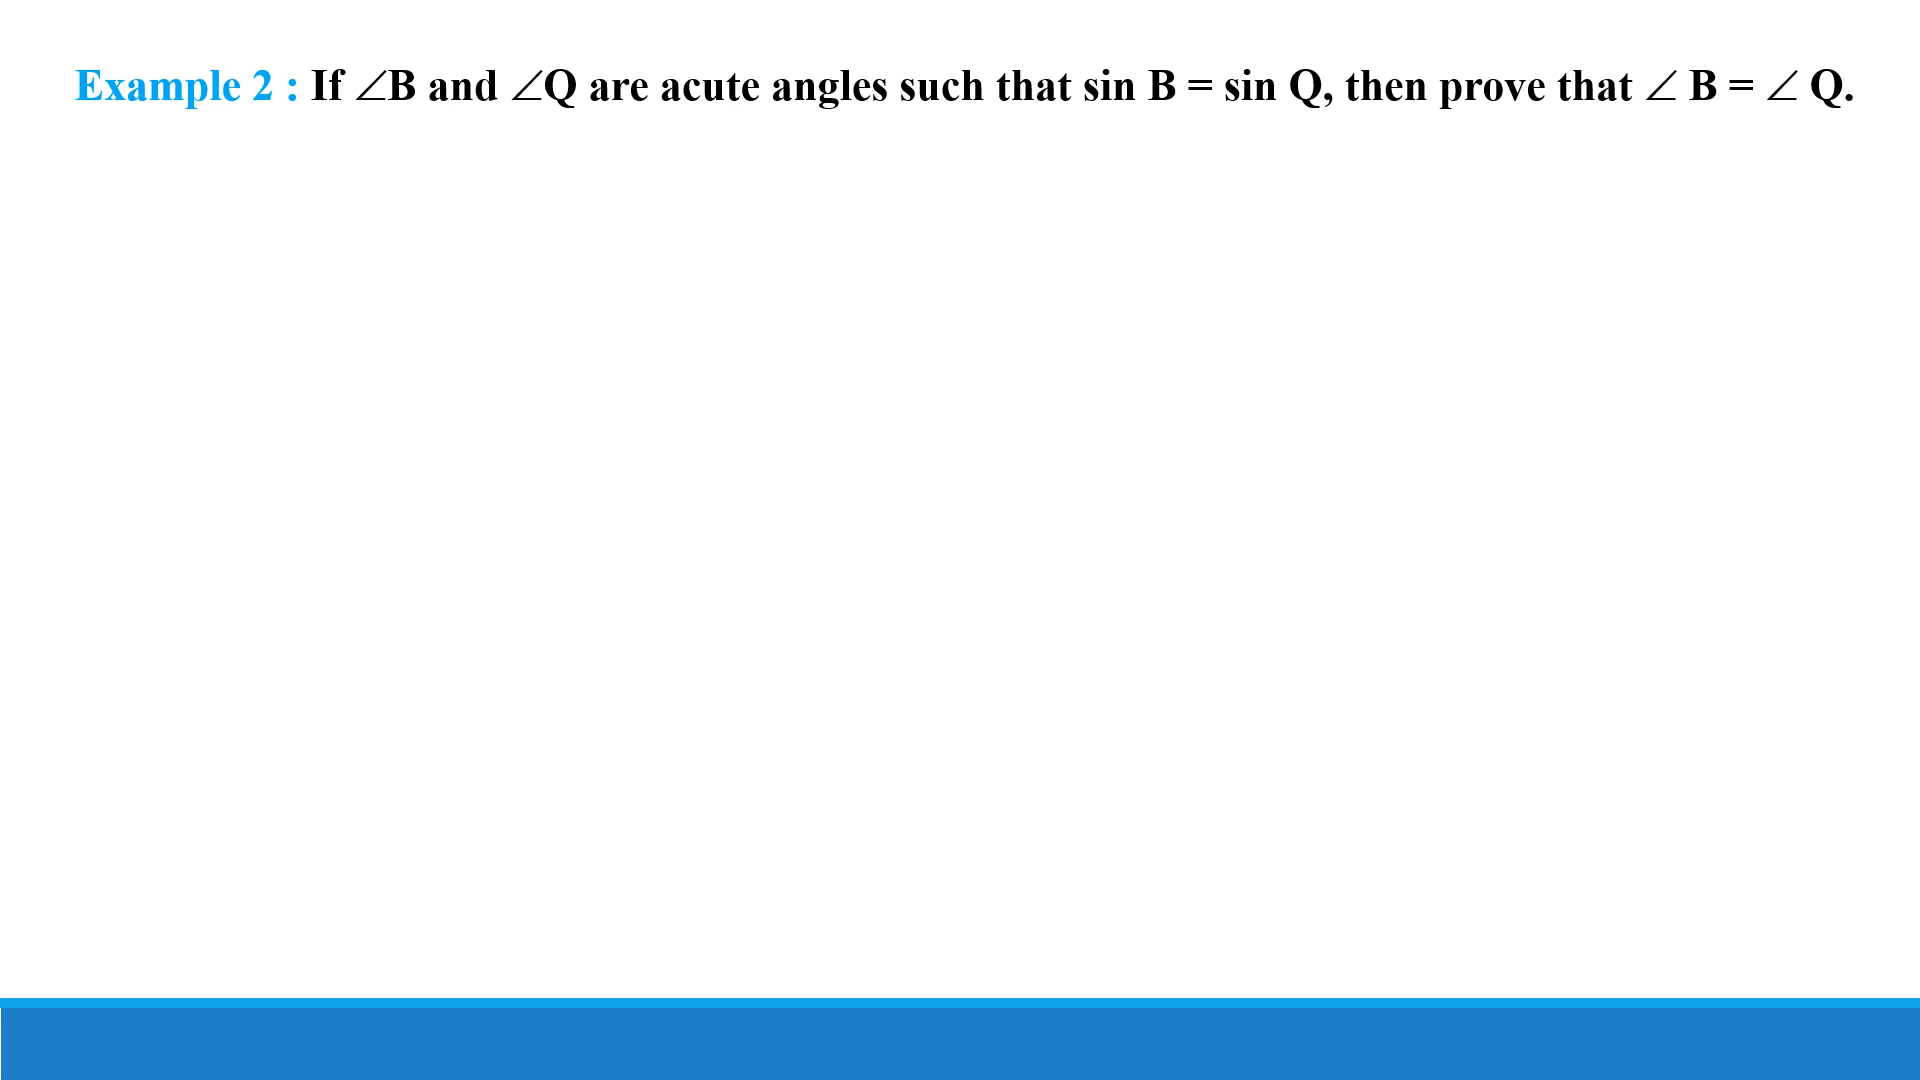 Example 2 : If ∠B and ∠Q are acute angles such that sin B = sin Q, then prove that ∠ B = ∠ Q.